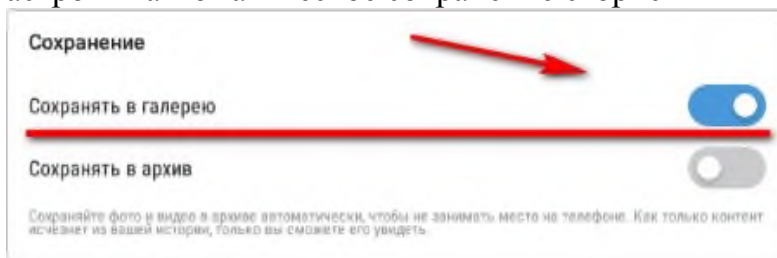 Сохранение
Сохранять в галерею
Сохранять в архив
Сохраняйте фото и видео в архиве автоматически, чтобы не занимать место на телефоне. Как только контент
исчезнет из вашей истории, только вы сможете его увидеть.